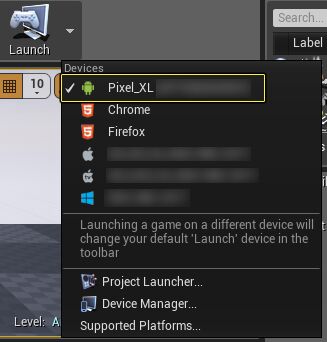 Launch
Search...
Label
10
Devices
Pixel_XL
Chrome
Firefox
Launching a game on a different device will
change your default 'Launch' device in the
toolbar
Project Launcher...
Device Manager...
Supported Platforms...
Level: